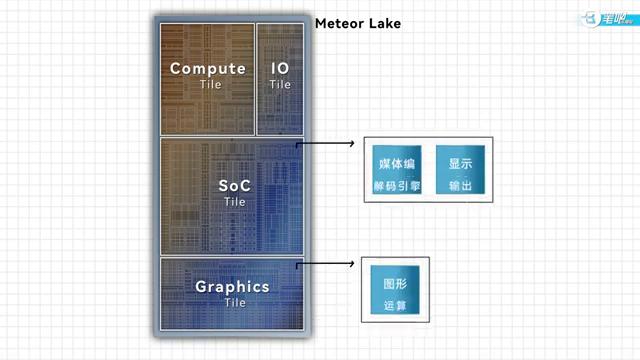 Meteor Lake
笔吧
Compute
Tile
IO
Tile
SoC
Tile
媒体编
解码引擎
显示
输出
Graphics
Tile
图形
运算